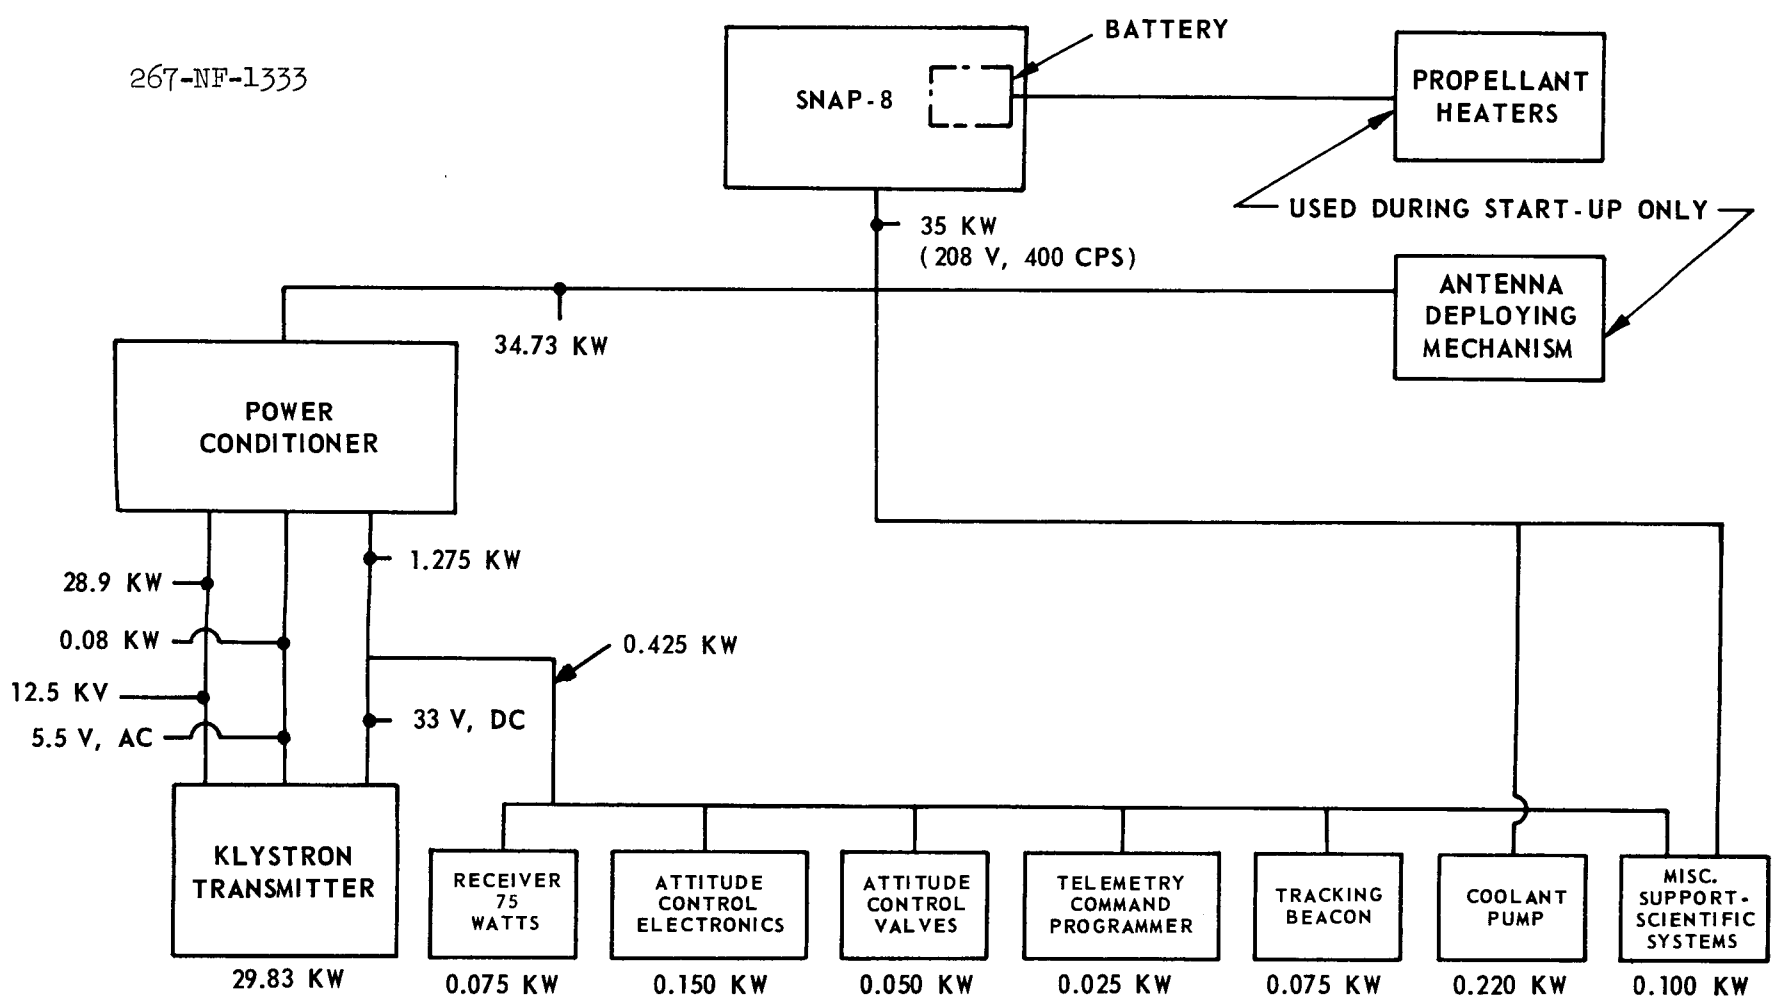 BATTERY
267-NF-1333
SNAP-8
PROPELLANT
HEATERS
USED DURING START-UP ONLY
35 KW
(208 V, 400 CPS)
34.73 KW
ANTENNA
DEPLOYING
MECHANISM
POWER
CONDITIONER
1.275 KW
28.9 KW
0.08 KW
0.425 KW
12.5 KV
33 V, DC
5.5 V, AC
KLYSTRON
TRANSMITTER
29.83 KW
RECEIVER
75
WATTS
0.075 KW
ATTITUDE
CONTROL
ELECTRONICS
0.150 KW
ATTITUDE
CONTROL
VALVES
0.050 KW
TELEMETRY
COMMAND
PROGRAMMER
0.025 KW
TRACKING
BEACON
0.075 KW
COOLANT
PUMP
0.220 KW
MISC.
SUPPORT-
SCIENTIFIC
SYSTEMS
0.100 KW